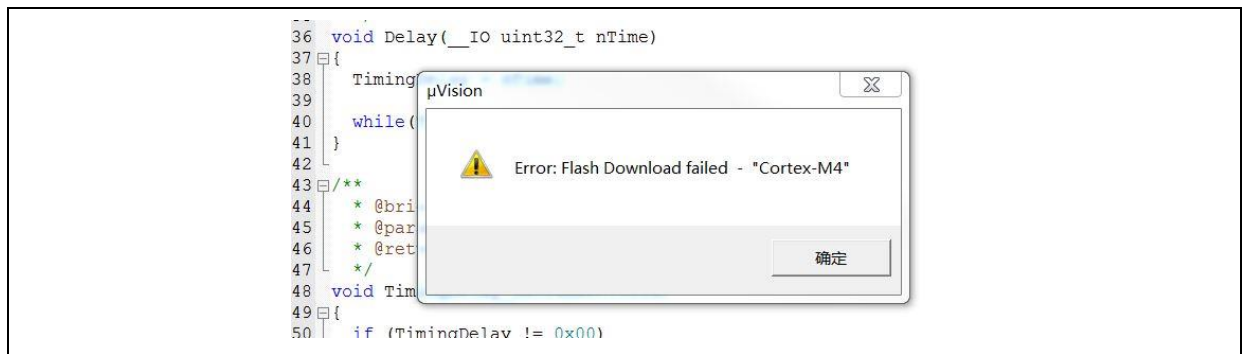 36 void Delay(__IO uint32_t nTime)
37 {
38 Timing
39
40 while(
41 }
42
43 /**
44 * @bri
45 * @par
46 * @ret
47 */
48 void Tim
49 {
50 if (TimingDelay != 0x00)
µVision
Error: Flash Download failed - "Cortex-M4"
确定